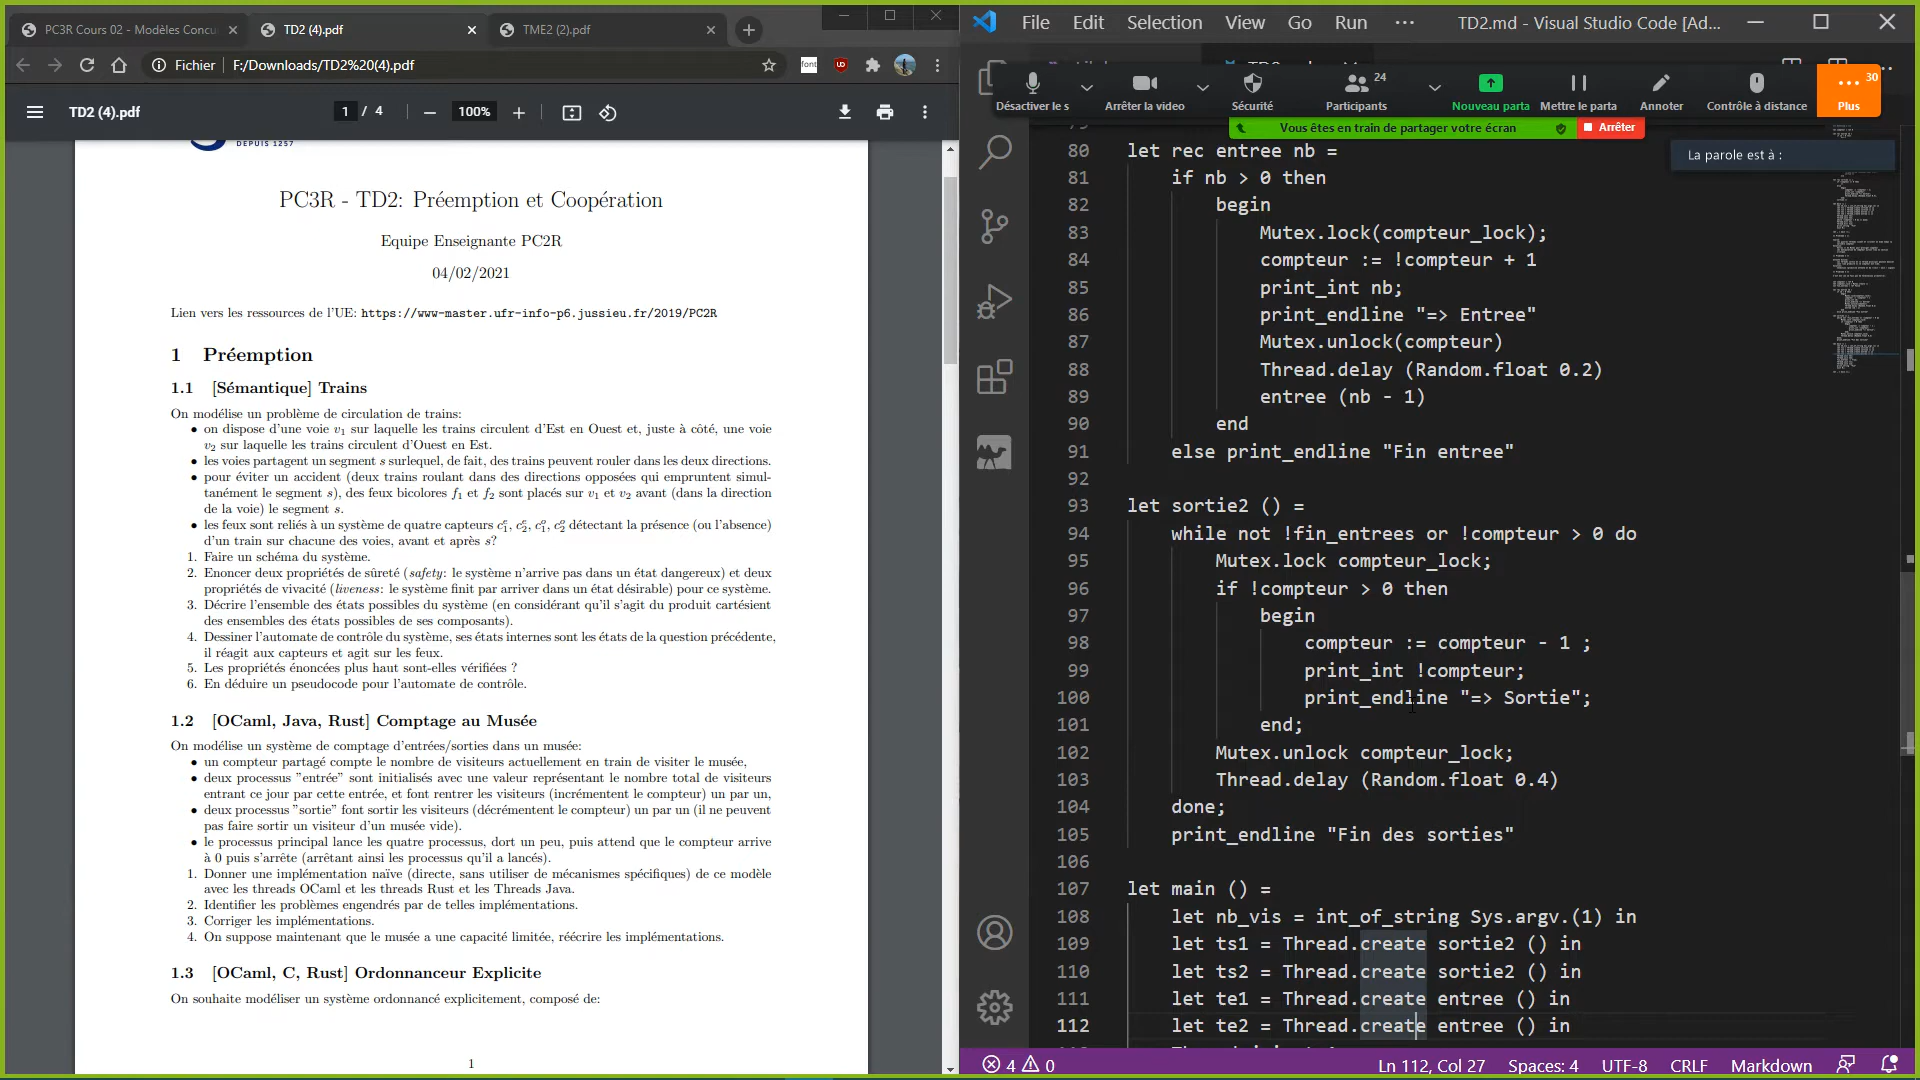 PC3R Cours 02 - Modèles Concu
TD2 (4).pdf
TME2 (2).pdf
Fichier
F:/Downloads/TD2%20(4).pdf
TD2 (4).pdf
1 / 4
100%
DEPUIS 1257
PC3R - TD2: Préemption et Coopération
Equipe Enseignante PC2R
04/02/2021
Lien vers les ressources de l'UE: https://www-master.ufr-info-p6.jussieu.fr/2019/PC2R
1 Préemption
1.1 [Sémantique] Trains
On modélise un problème de circulation de trains:
• on dispose d'une voie v1 sur laquelle les trains circulent d'Est en Ouest et, juste à côté, une voie
v2 sur laquelle les trains circulent d'Ouest en Est.
• les voies partagent un segment s surlequel, de fait, des trains peuvent rouler dans les deux directions.
• pour éviter un accident (deux trains roulant dans des directions opposées qui empruntent simul-
tanément le segment s), des feux bicolores f1 et f2 sont placés sur v1 et v2 avant (dans la direction
de la voie) le segment s.
• les feux sont reliés à un système de quatre capteurs c1e, c2e, c1o, c2o détectant la présence (ou l'absence)
d'un train sur chacune des voies, avant et après s?
1. Faire un schéma du système.
2. Enoncer deux propriétés de sûreté (safety: le système n'arrive pas dans un état dangereux) et deux
propriétés de vivacité (liveness: le système finit par arriver dans un état désirable) pour ce système.
3. Décrire l'ensemble des états possibles du système (en considérant qu'il s'agit du produit cartésien
des ensembles des états possibles de ses composants).
4. Dessiner l'automate de contrôle du système, ses états internes sont les états de la question précédente,
il réagit aux capteurs et agit sur les feux.
5. Les propriétés énoncées plus haut sont-elles vérifiées ?
6. En déduire un pseudocode pour l'automate de contrôle.
1.2 [OCaml, Java, Rust] Comptage au Musée
On modélise un système de comptage d'entrées/sorties dans un musée:
• un compteur partagé compte le nombre de visiteurs actuellement en train de visiter le musée,
• deux processus "entrée" sont initialisés avec une valeur représentant le nombre total de visiteurs
entrant ce jour par cette entrée, et font rentrer les visiteurs (incrémentent le compteur) un par un,
• deux processus "sortie" font sortir les visiteurs (décrémentent le compteur) un par un (il ne peuvent
pas faire sortir un visiteur d'un musée vide).
• le processus principal lance les quatre processus, dort un peu, puis attend que le compteur arrive
à 0 puis s'arrête (arrêtant ainsi les processus qu'il a lancés).
1. Donner une implémentation naïve (directe, sans utiliser de mécanismes spécifiques) de ce modèle
avec les threads OCaml et les threads Rust et les Threads Java.
2. Identifier les problèmes engendrés par de telles implémentations.
3. Corriger les implémentations.
4. On suppose maintenant que le musée a une capacité limitée, réécrire les implémentations.
1.3 [OCaml, C, Rust] Ordonnanceur Explicite
On souhaite modéliser un système ordonnancé explicitement, composé de:
1
File Edit Selection View Go Run ··· TD2.md - Visual Studio Code [Ad...
Désactiver le s
Arrêter la video
Sécurité
Participants 24
Nouveau parta
Mettre le parta
Annoter
Contrôle à distance
Plus 30
Vous êtes en train de partager votre écran
Arrêter
La parole est à :
80 let rec entree nb =
81 if nb > 0 then
82 begin
83 Mutex.lock(compteur_lock);
84 compteur := !compteur + 1
85 print_int nb;
86 print_endline "=> Entree"
87 Mutex.unlock(compteur)
88 Thread.delay (Random.float 0.2)
89 entree (nb - 1)
90 end
91 else print_endline "Fin entree"
92
93 let sortie2 () =
94 while not !fin_entrees or !compteur > 0 do
95 Mutex.lock compteur_lock;
96 if !compteur > 0 then
97 begin
98 compteur := compteur - 1 ;
99 print_int !compteur;
100 print_endline "=> Sortie";
101 end;
102 Mutex.unlock compteur_lock;
103 Thread.delay (Random.float 0.4)
104 done;
105 print_endline "Fin des sorties"
106
107 let main () =
108 let nb_vis = int_of_string Sys.argv.(1) in
109 let ts1 = Thread.create sortie2 () in
110 let ts2 = Thread.create sortie2 () in
111 let te1 = Thread.create entree () in
112 let te2 = Thread.create entree () in
4 0
Ln 112, Col 27
Spaces: 4
UTF-8
CRLF
Markdown